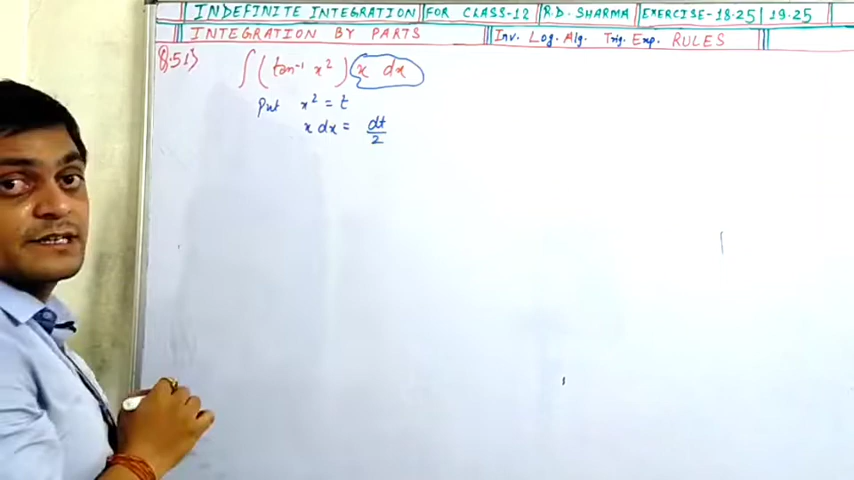 INDEFINITE INTEGRATION FOR CLASS-12 R.D. SHARMA EXERCISE-18.25 | 19.25
INTEGRATION BY PARTS Inv. Log. Alg. Trig. Exp. RULES
Q.51) ∫ ( tan⁻¹ x² ) x dx
Put x² = t
x dx = dt/2